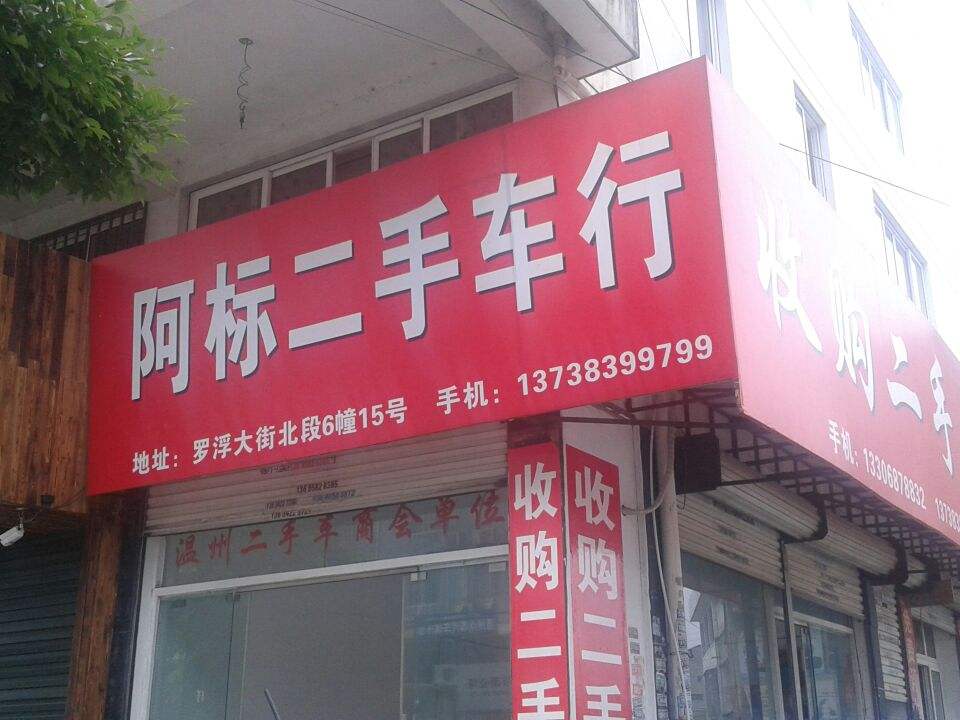 阿标二手车行
地址：罗浮大街北段6幢15号 手机：13738399799
收购二手
手机：13306878832
温州二手车商会单位
收购二手
收购二手